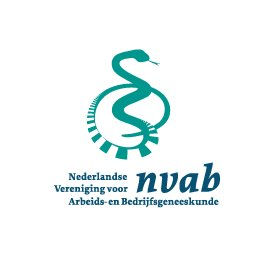 Nederlandse
Vereniging voor nvab
Arbeids- en Bedrijfsgeneeskunde